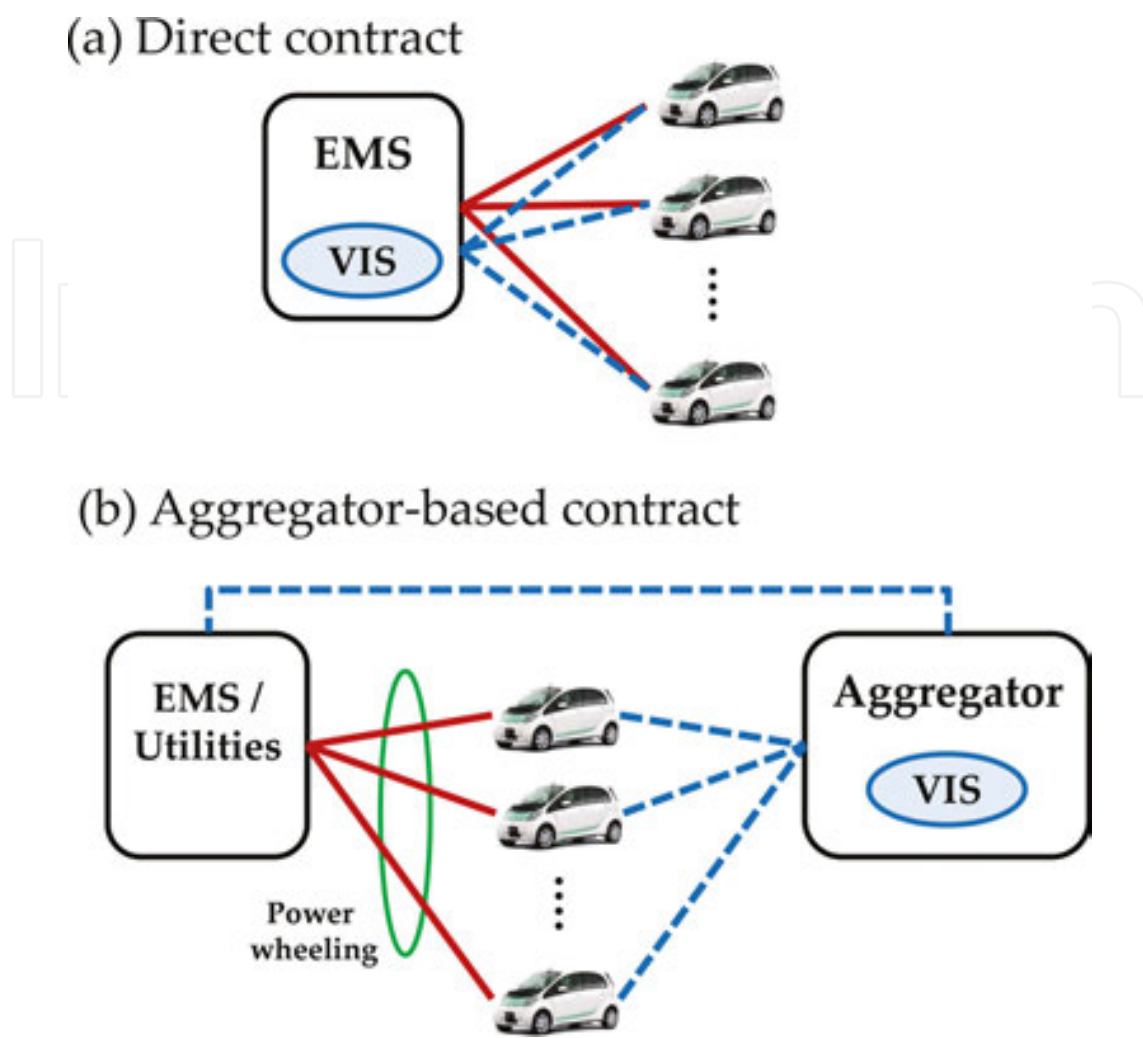 (a) Direct contract
EMS
VIS
(b) Aggregator-based contract
EMS /
Utilities
Aggregator
VIS
Power
wheeling